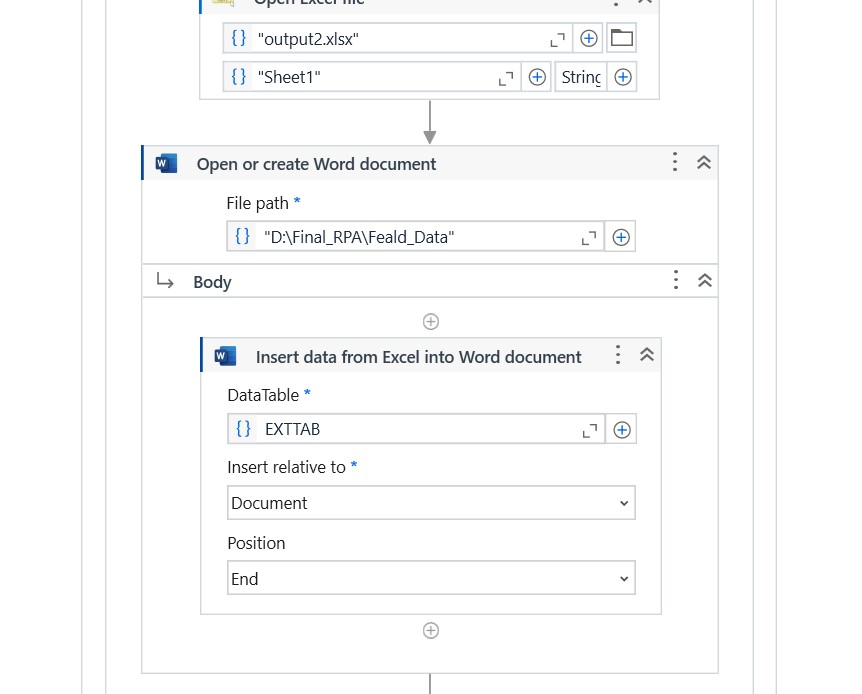 Open Excel file
{} "output2.xlsx"
{} "Sheet1" String
Open or create Word document
File path *
{} "D:\Final_RPA\Feald_Data"
Body
Insert data from Excel into Word document
DataTable *
{} EXTTAB
Insert relative to *
Document
Position
End